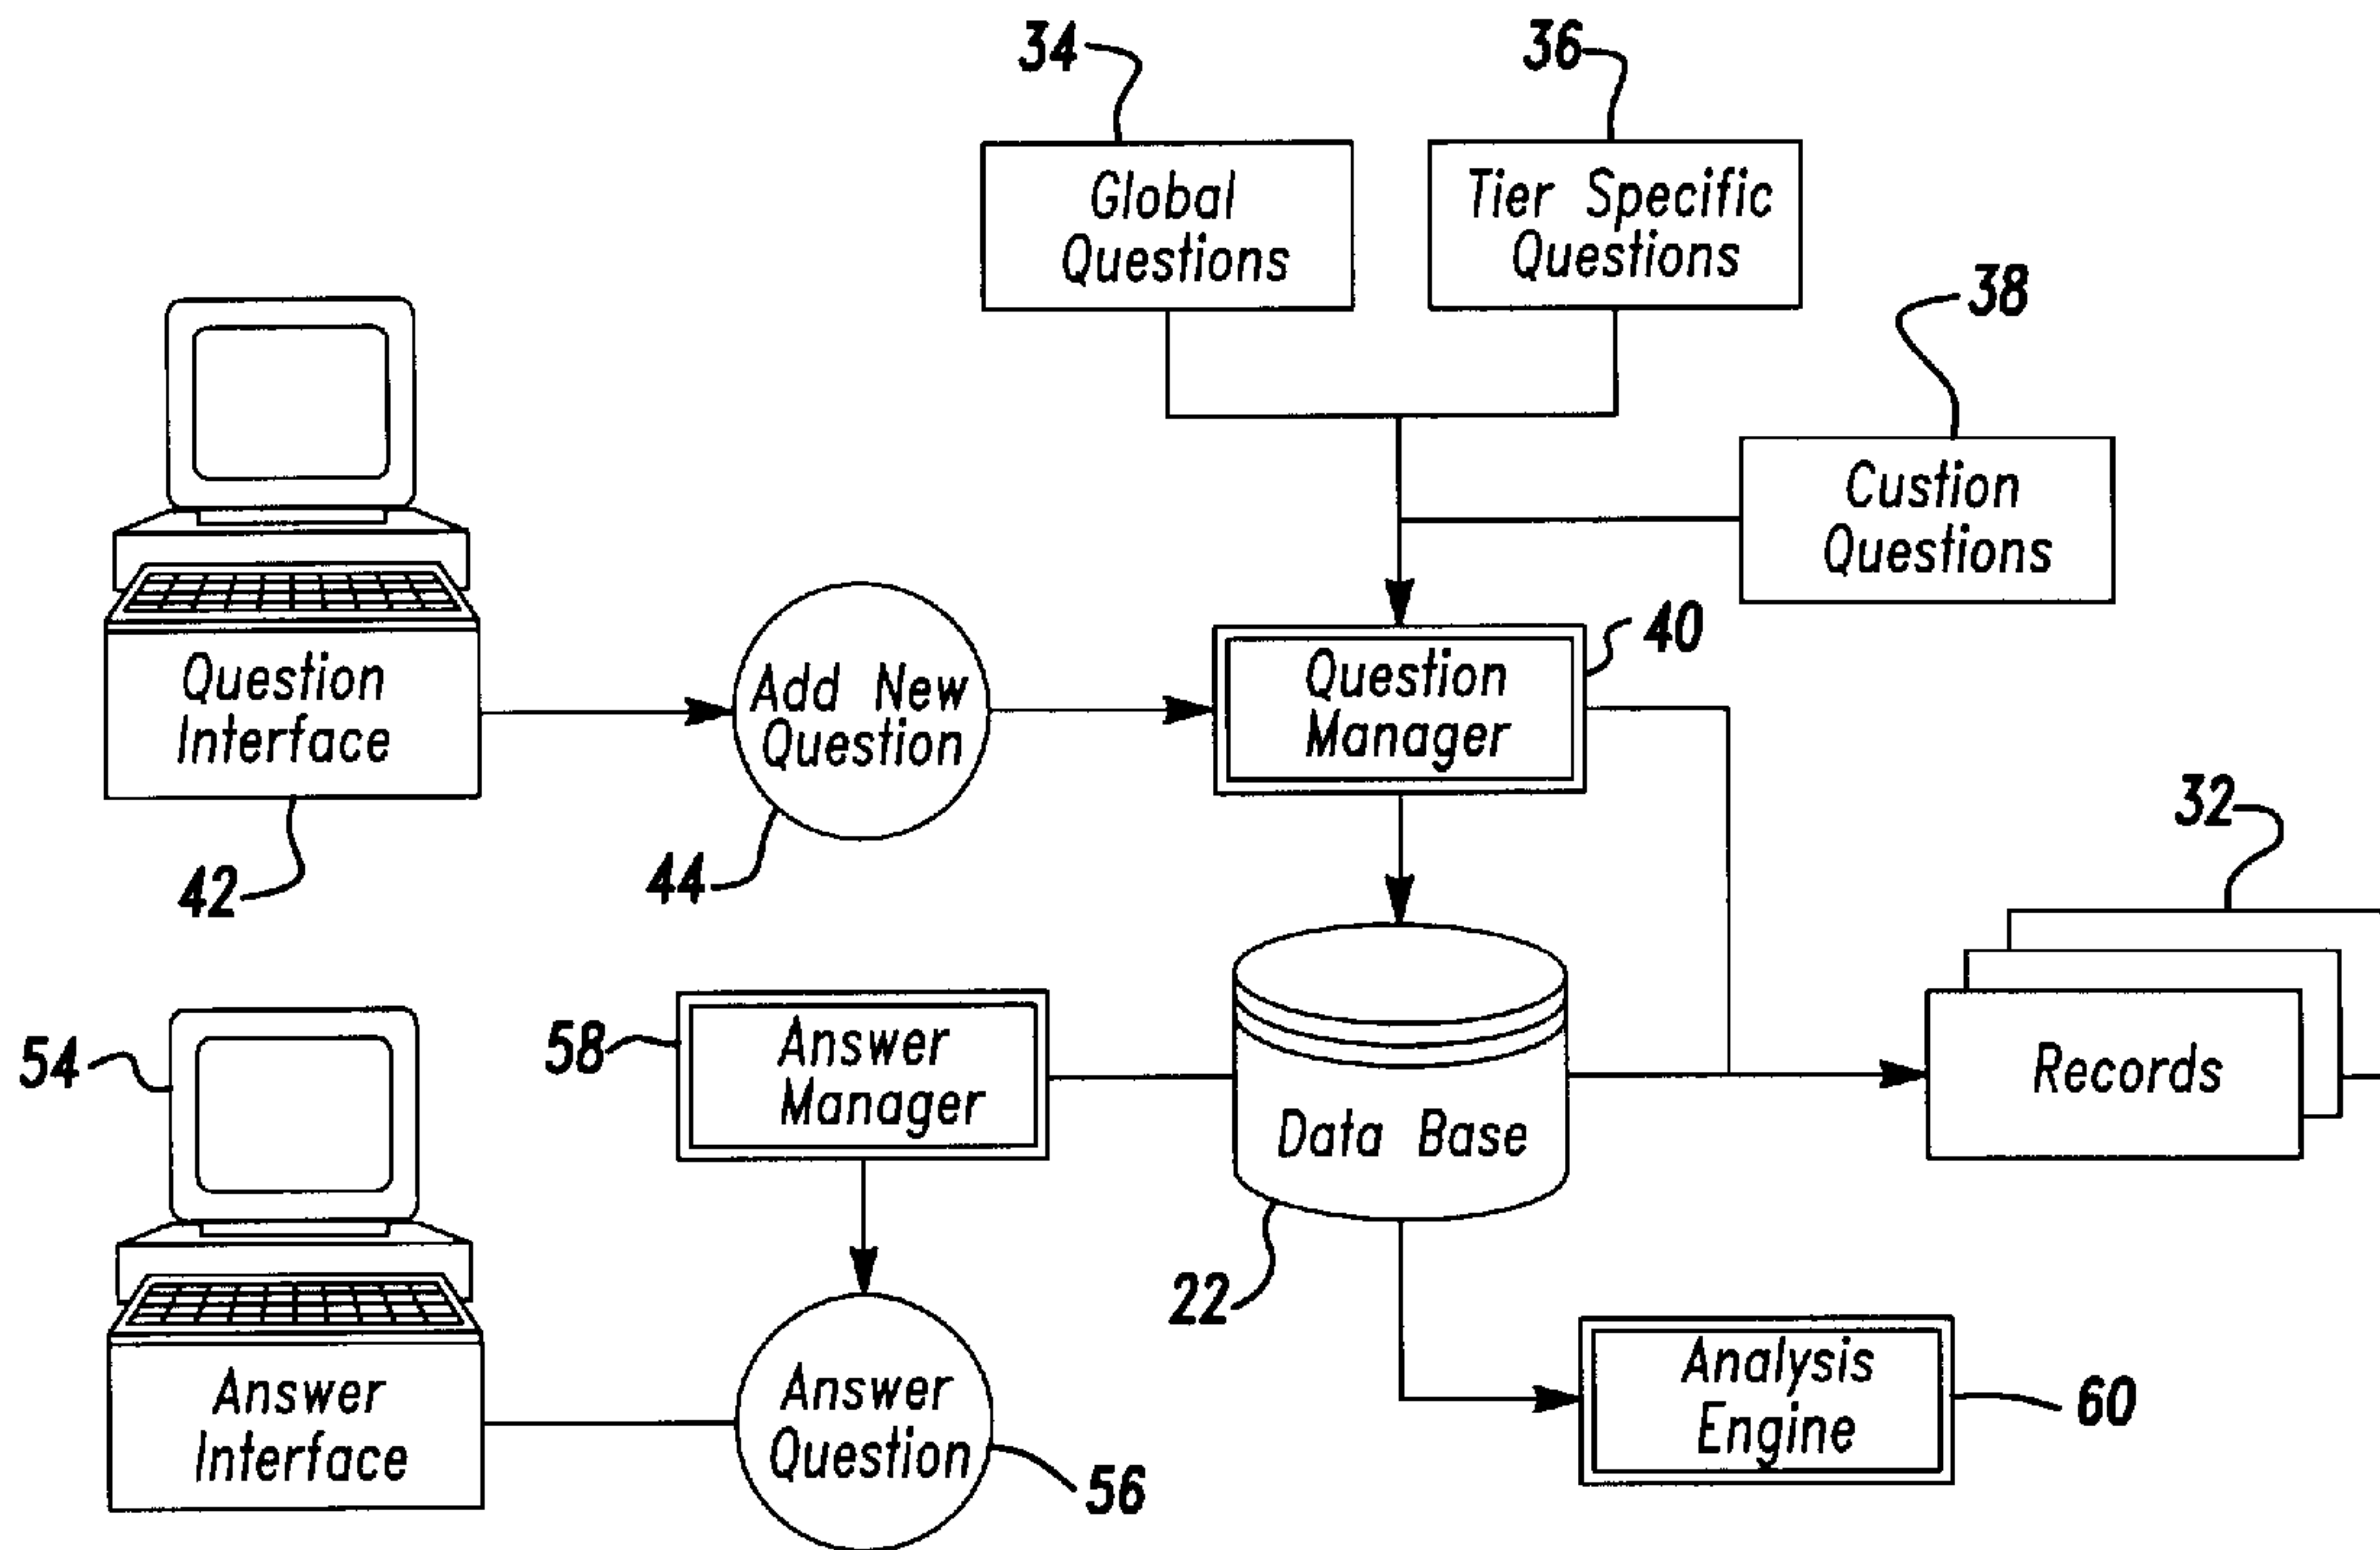 34
36
Global
Questions
Tier Specific
Questions
38
Custion
Questions
40
Question
Manager
Add New
Question
Question
Interface
42
44
32
54
58
Answer
Manager
Data Base
Records
22
Answer
Interface
Answer
Question
56
Analysis
Engine
60